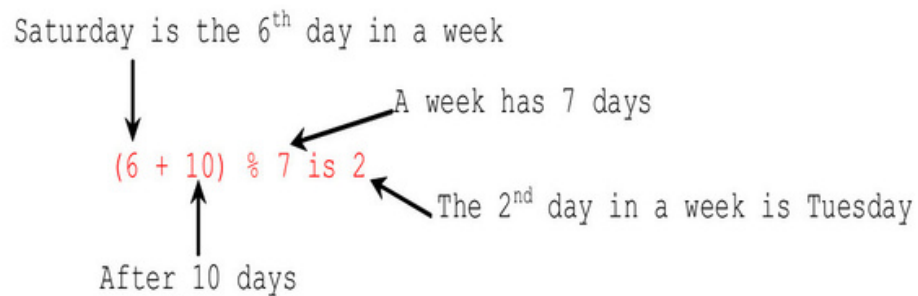 Saturday is the 6th day in a week
A week has 7 days
(6 + 10) % 7 is 2
The 2nd day in a week is Tuesday
After 10 days